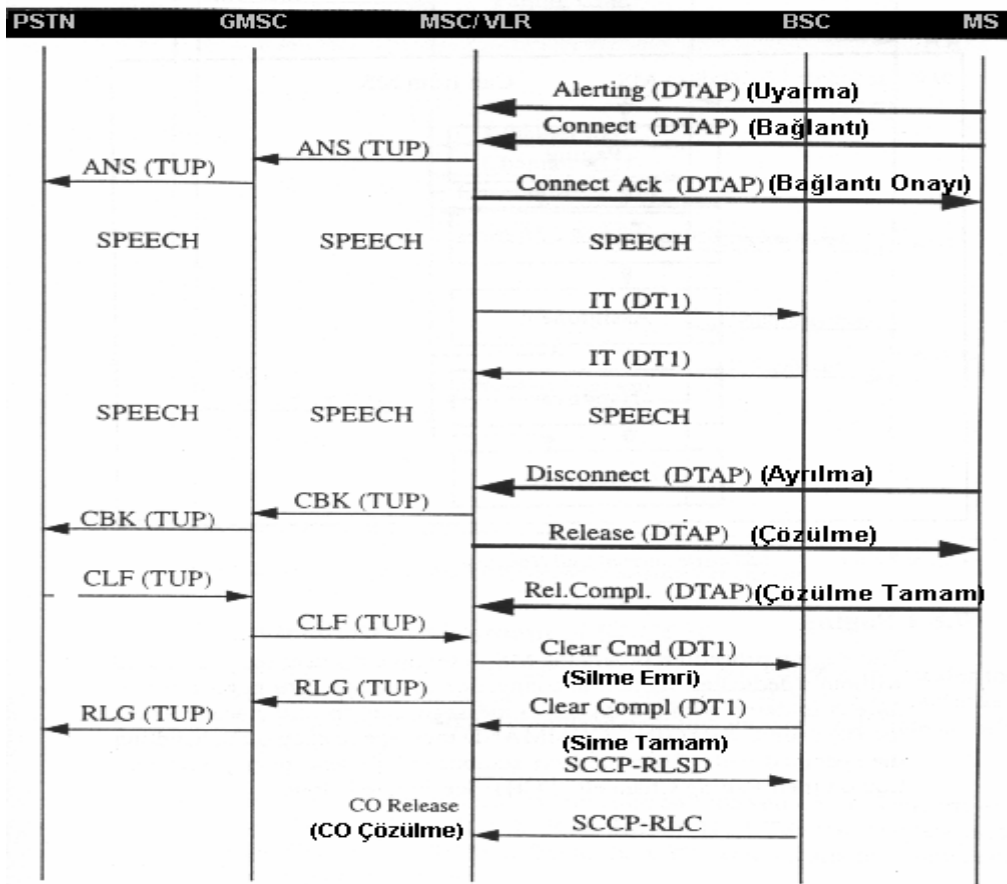 PSTN GMSC MSC/VLR BSC MS
Alerting (DTAP) (Uyarma)
Connect (DTAP) (Bağlantı)
ANS (TUP)
ANS (TUP)
Connect Ack (DTAP) (Bağlantı Onayı)
SPEECH SPEECH SPEECH
IT (DT1)
IT (DT1)
SPEECH SPEECH SPEECH
Disconnect (DTAP) (Ayrılma)
CBK (TUP)
CBK (TUP)
Release (DTAP) (Çözülme)
CLF (TUP)
Rel.Compl. (DTAP) (Çözülme Tamam)
CLF (TUP)
Clear Cmd (DT1)
(Silme Emri)
RLG (TUP)
Clear Compl (DT1)
RLG (TUP)
(Sime Tamam)
SCCP-RLSD
CO Release
(CO Çözülme)
SCCP-RLC